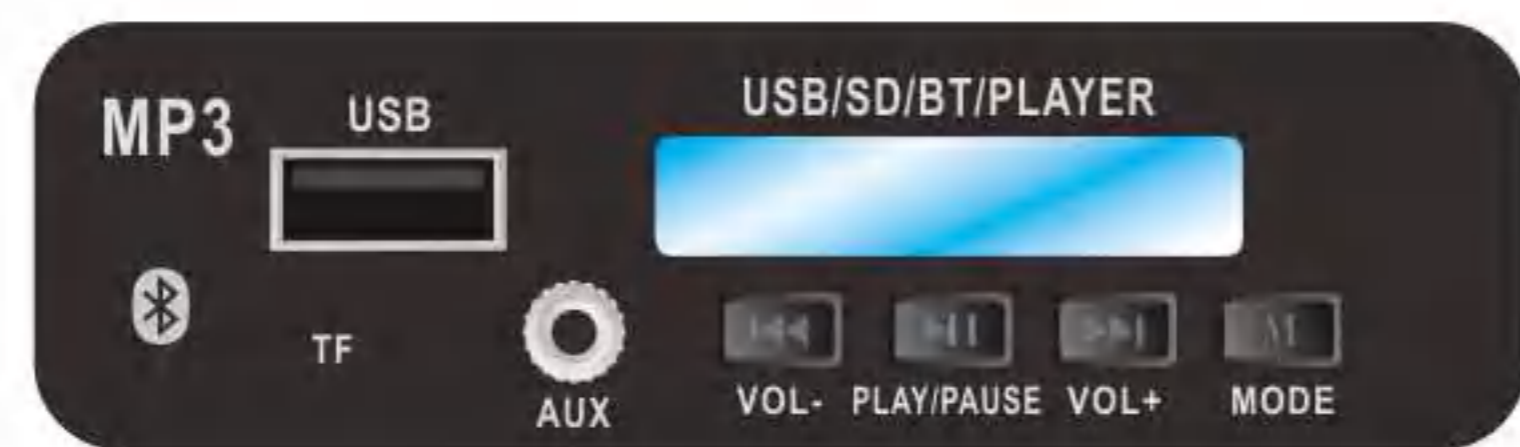 MP3
USB
USB/SD/BT/PLAYER
TF
AUX
VOL-
PLAY/PAUSE
VOL+
M
MODE